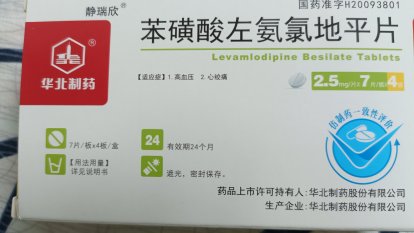 静瑞欣®
国药准字H20093801
苯磺酸左氨氯地平片
Levamlodipine Besilate Tablets
华北制药
【适应症】1.高血压 2.心绞痛
2.5mg/片×7片/板×4板
仿制药一致性评价
7片/板x4板/盒
24 有效期24个月
【用法用量】
详见说明书
遮光，密封保存。
药品上市许可持有人：华北制药股份有限公司
生产企业：华北制药股份有限公司